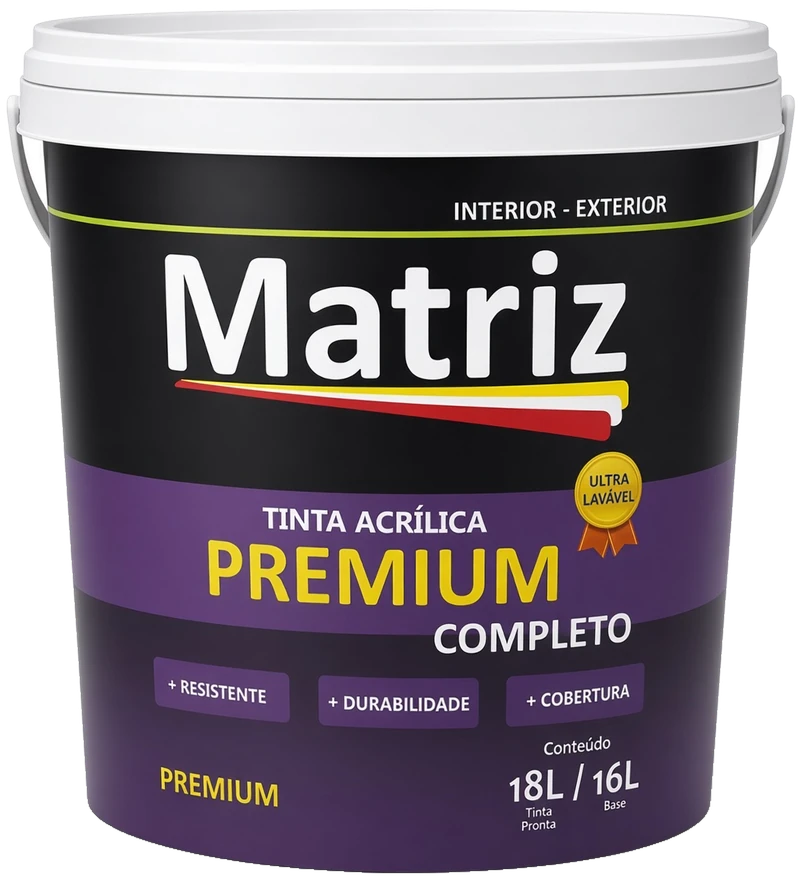 INTERIOR - EXTERIOR
Matriz
ULTRA
LAVÁVEL
TINTA ACRÍLICA
PREMIUM
COMPLETO
+ RESISTENTE
+ DURABILIDADE
+ COBERTURA
Conteúdo
18L / 16L
Tinta
Pronta
Base
PREMIUM